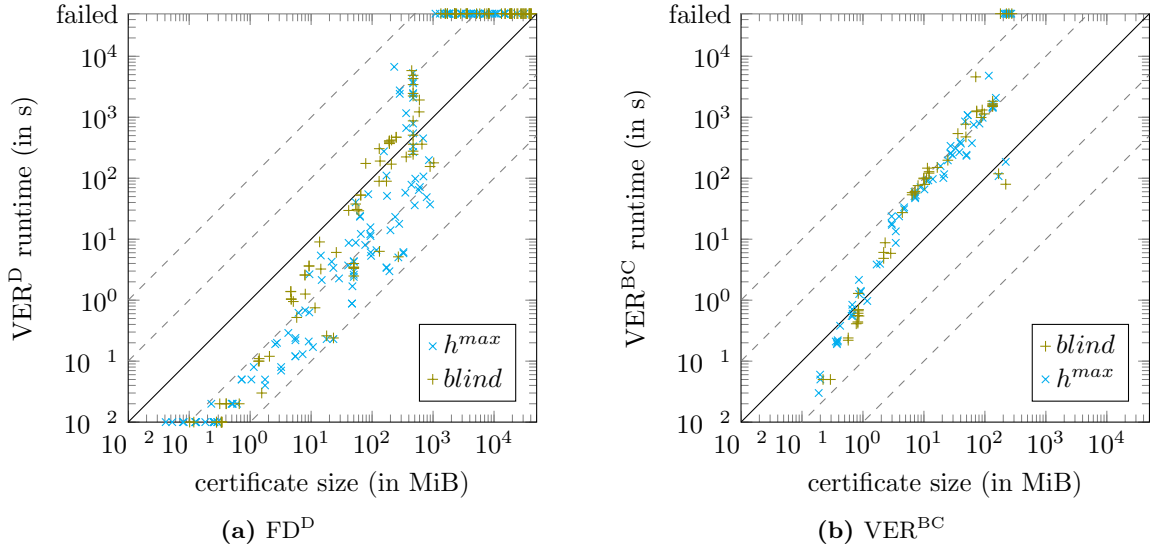 failed
10^4
10^3
10^2
10^1
10^0
10 1
10 2
VER^D runtime (in s)
h^max
blind
10 2 10 1 10^0 10^1 10^2 10^3 10^4
certificate size (in MiB)
(a) FD^D
failed
10^4
10^3
10^2
10^1
10^0
10 1
10 2
VER^BC runtime (in s)
blind
h^max
10 2 10 1 10^0 10^1 10^2 10^3 10^4
certificate size (in MiB)
(b) VER^BC